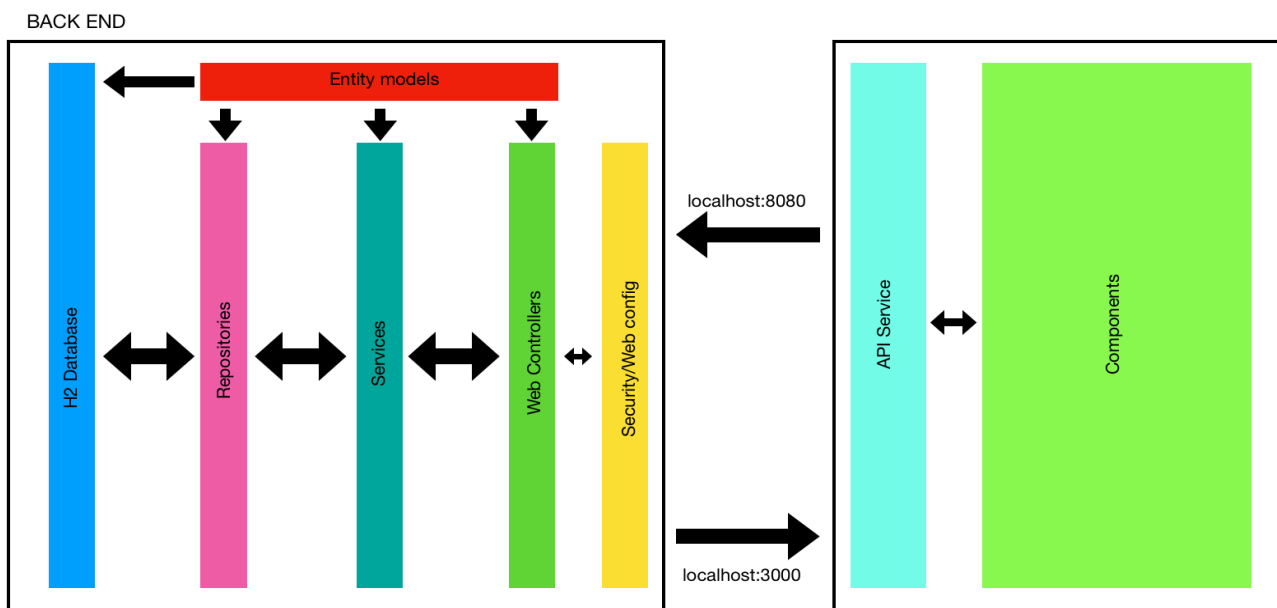 BACK END
Entity models
H2 Database
Repositories
Services
Web Controllers
Security/Web config
localhost:8080
localhost:3000
API Service
Components